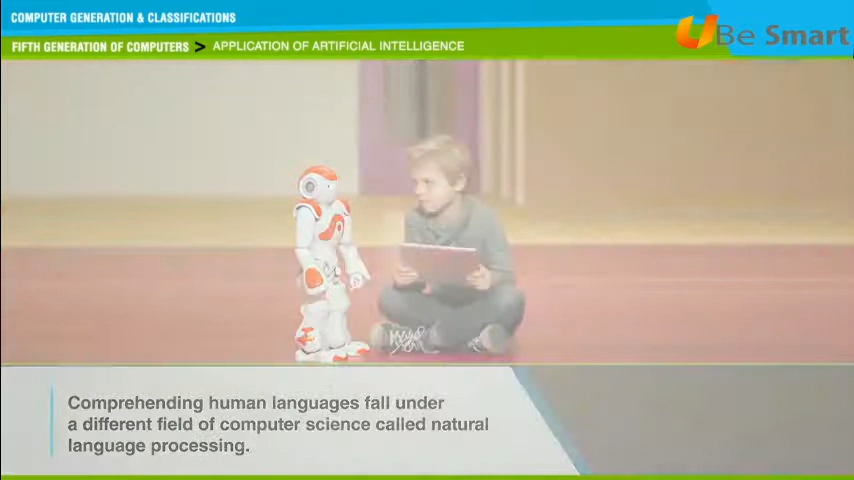 COMPUTER GENERATION & CLASSIFICATIONS
FIFTH GENERATION OF COMPUTERS > APPLICATION OF ARTIFICIAL INTELLIGENCE
UBe Smart
Comprehending human languages fall under
a different field of computer science called natural
language processing.